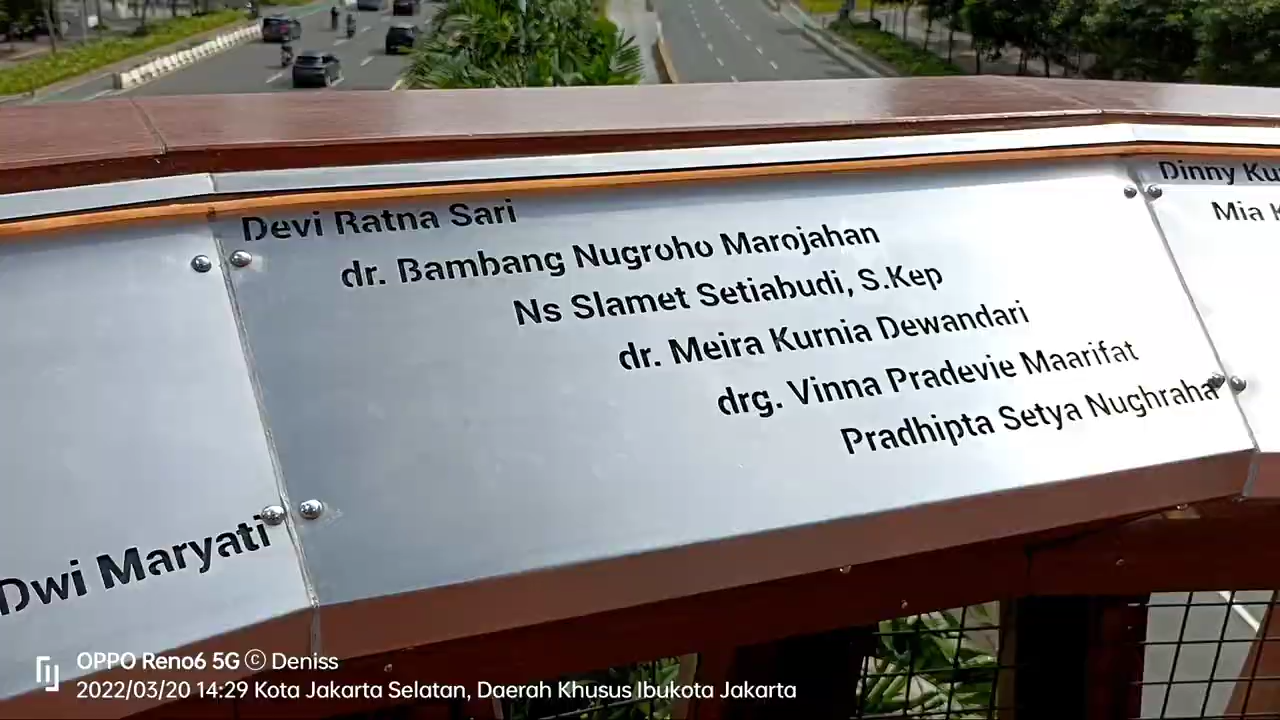 Devi Ratna Sari
dr. Bambang Nugroho Marojahan
Ns Slamet Setiabudi, S.Kep
dr. Meira Kurnia Dewandari
drg. Vinna Pradevie Maarifat
Pradhipta Setya Nughraha
Dwi Maryati
Dinny
Mia
OPPO Reno6 5G © Deniss
2022/03/20 14:29 Kota Jakarta Selatan, Daerah Khusus Ibukota Jakarta